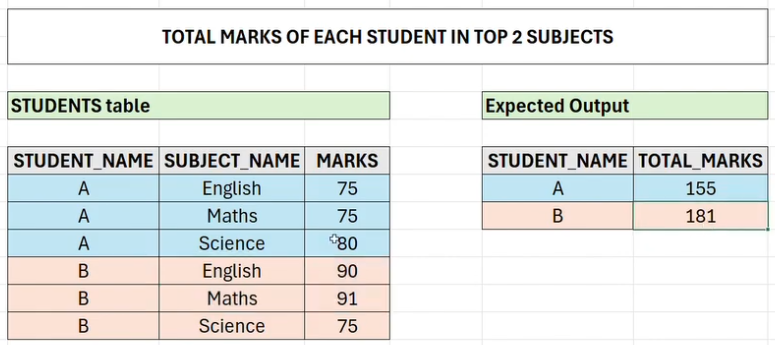 TOTAL MARKS OF EACH STUDENT IN TOP 2 SUBJECTS
STUDENTS table
Expected Output
STUDENT_NAME SUBJECT_NAME MARKS
STUDENT_NAME TOTAL_MARKS
A English 75
A 155
A Maths 75
B 181
A Science 80
B English 90
B Maths 91
B Science 75